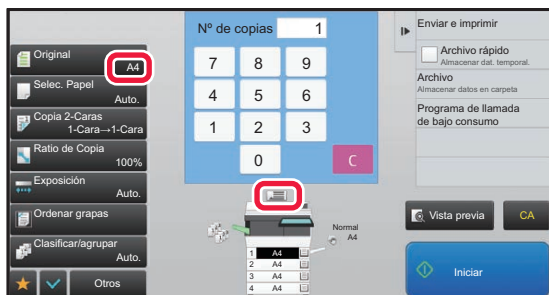 Original
A4
Selec. Papel
Auto.
Copia 2-Caras
1-Cara→1-Cara
Ratio de Copia
100%
Exposición
Auto.
Ordenar grapas
Clasificar/agrupar
Auto.
Otros
Nº de copias 1
7 8 9
4 5 6
1 2 3
0 C
Normal
A4
1 A4
2 A4
3 A4
4 A4
Enviar e imprimir
Archivo rápido
Almacenar dat. temporal.
Archivo
Almacenar datos en carpeta
Programa de llamada
de bajo consumo
Vista previa
CA
Iniciar